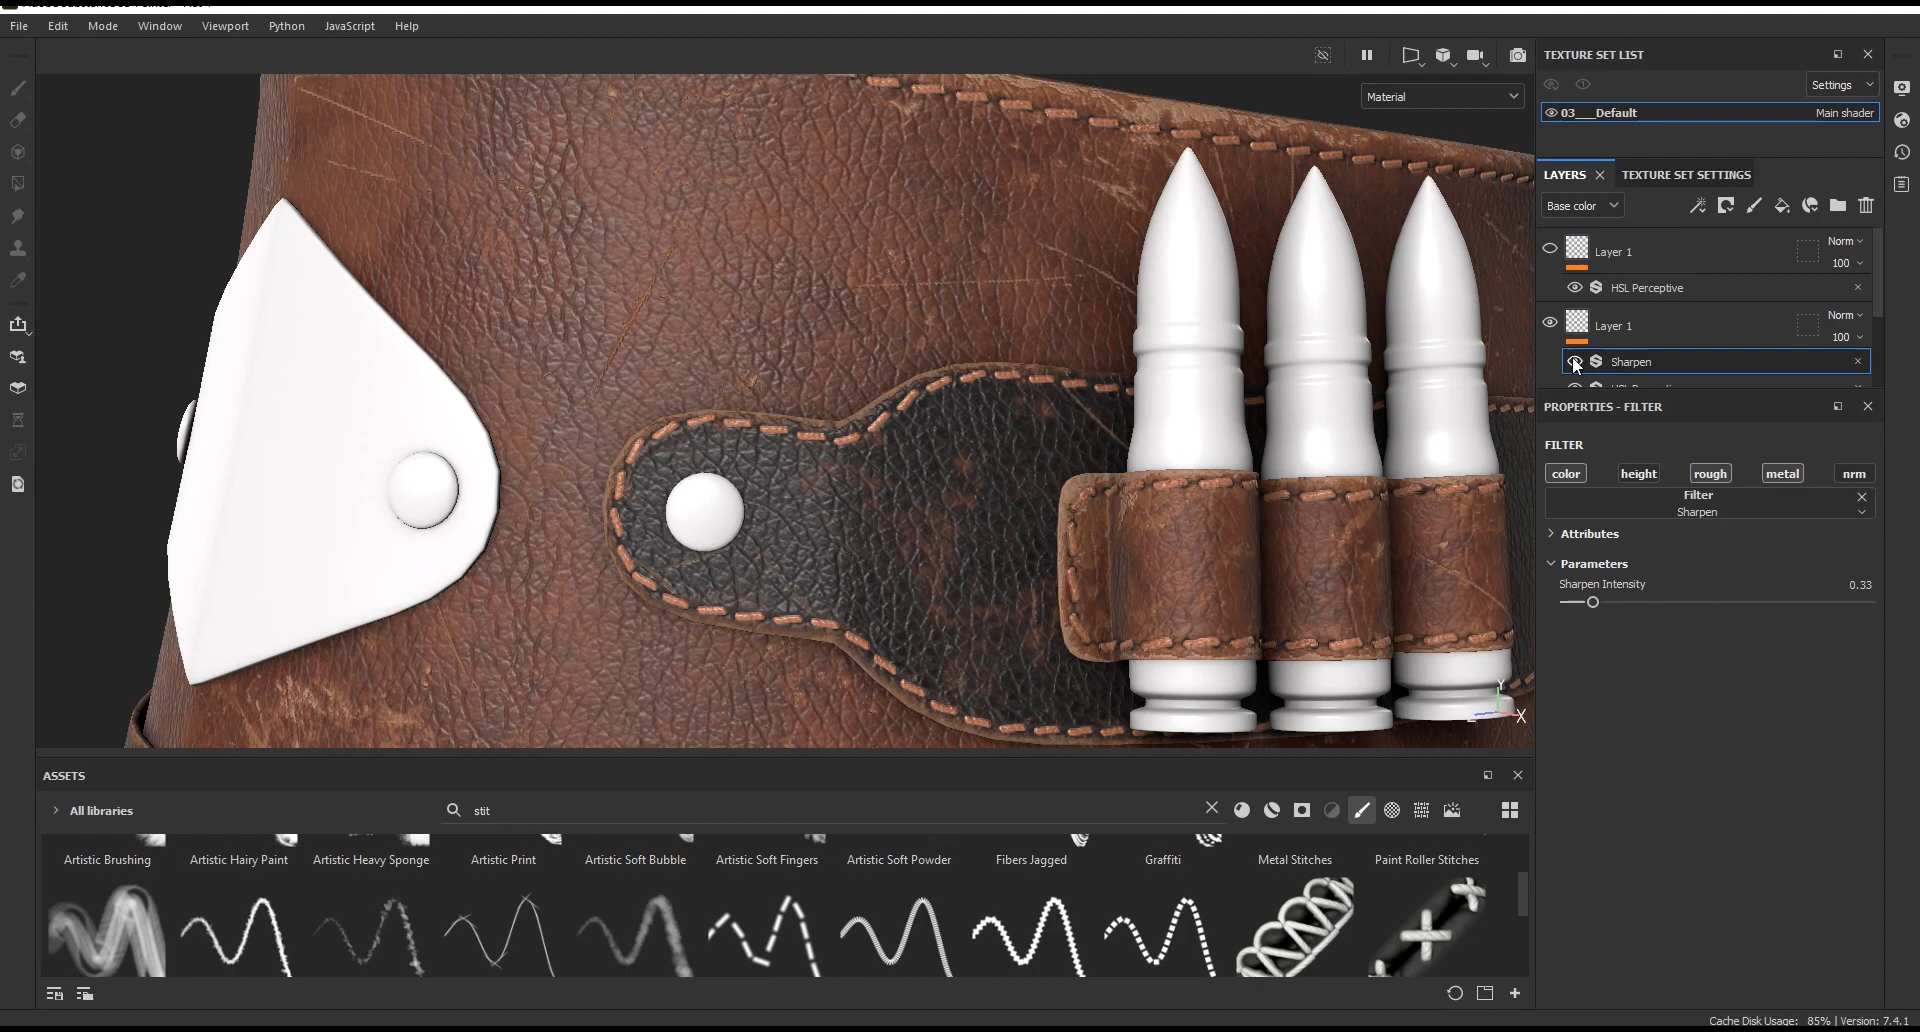 File Edit Mode Window Viewport Python JavaScript Help
TEXTURE SET LIST
Settings
Material
03___Default Main shader
LAYERS TEXTURE SET SETTINGS
Base color
Layer 1 Norm
100
HSL Perceptive
Layer 1 Norm
100
Sharpen
PROPERTIES - FILTER
FILTER
color height rough metal nrm
Filter
Sharpen
Attributes
Parameters
Sharpen Intensity 0.33
Y
X
ASSETS
All libraries
stit
Artistic Brushing Artistic Hairy Paint Artistic Heavy Sponge Artistic Print Artistic Soft Bubble Artistic Soft Fingers Artistic Soft Powder Fibers Jagged Graffiti Metal Stitches Paint Roller Stitches
Cache Disk Usage: 85% | Version: 7.4.1